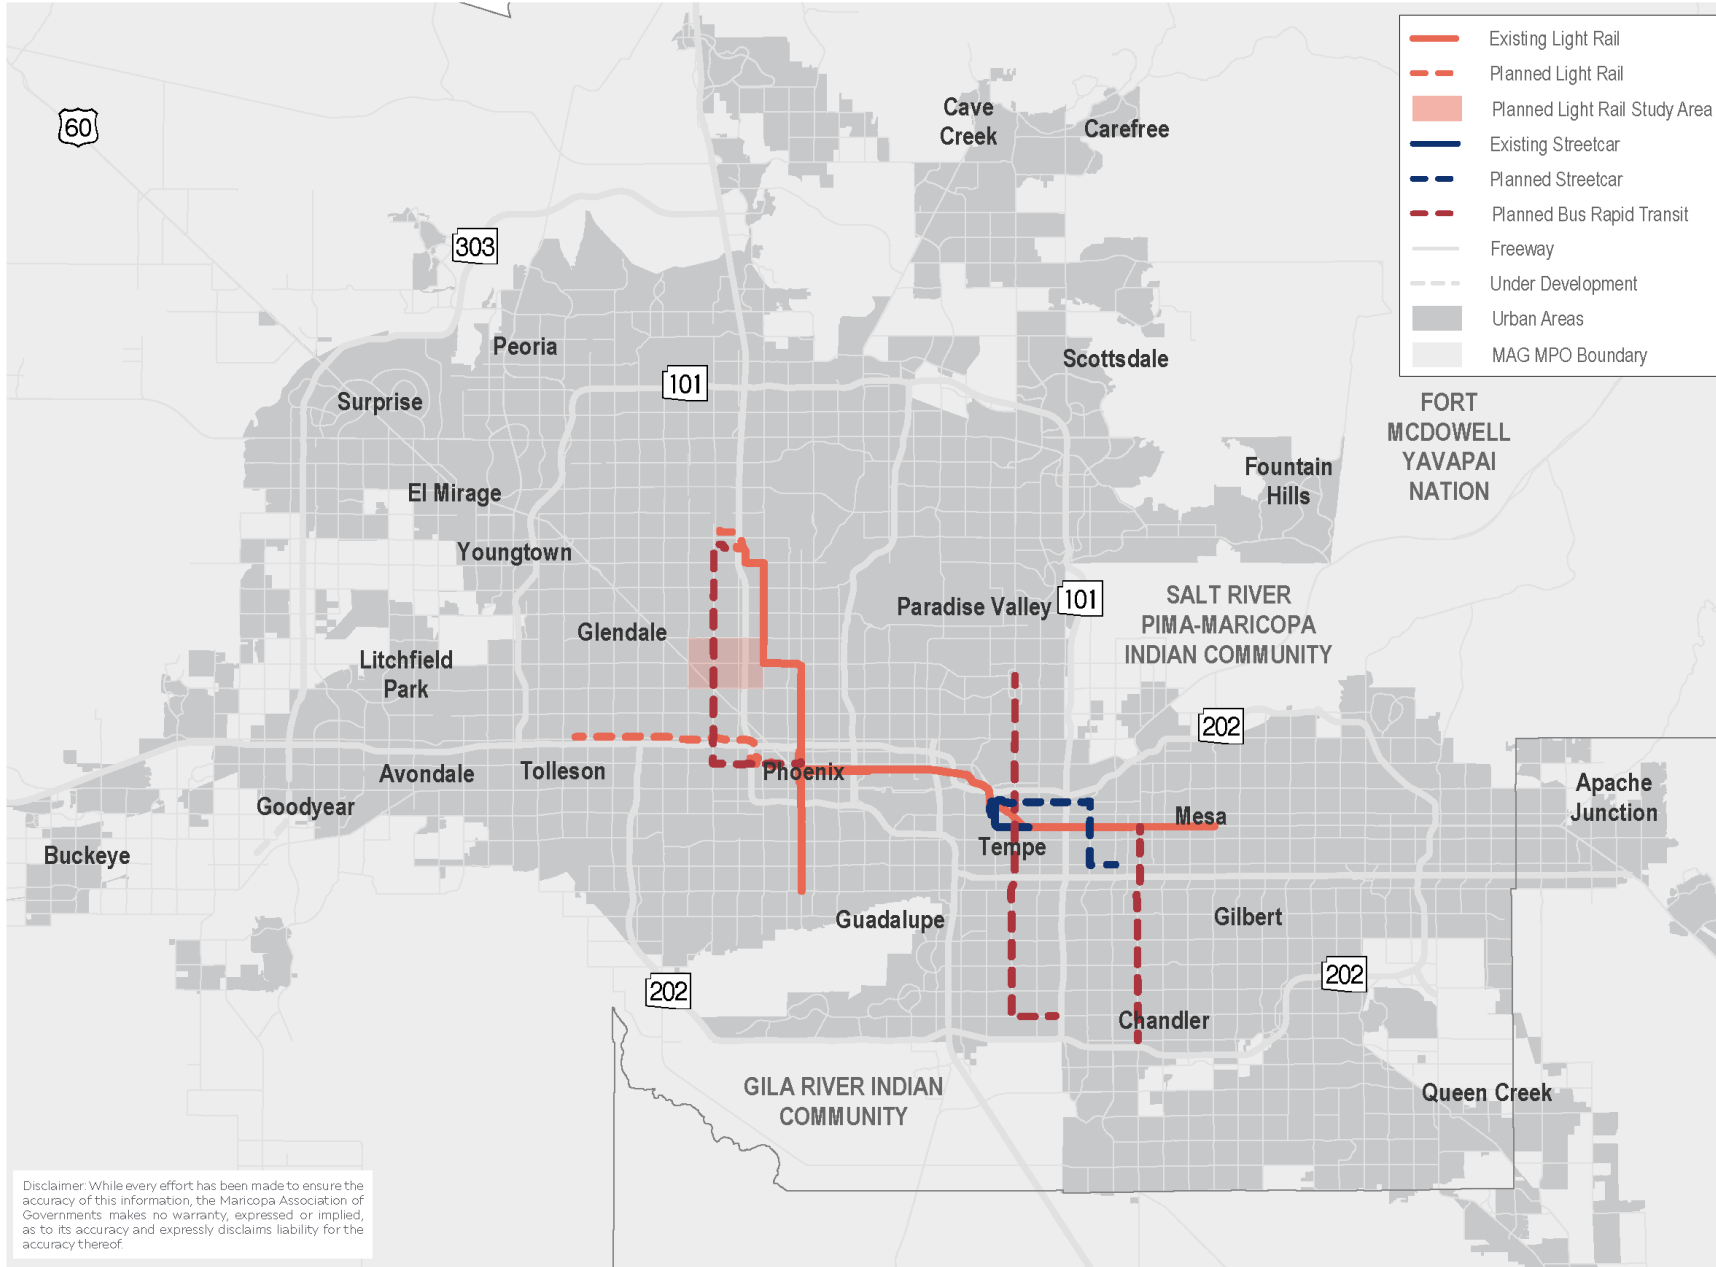 Existing Light Rail
Planned Light Rail
Planned Light Rail Study Area
Existing Streetcar
Planned Streetcar
Planned Bus Rapid Transit
Freeway
Under Development
Urban Areas
MAG MPO Boundary
60
Cave
Creek
Carefree
303
Peoria
Scottsdale
101
Surprise
FORT
MCDOWELL
YAVAPAI
NATION
Fountain
Hills
El Mirage
Youngtown
Paradise Valley
101
SALT RIVER
PIMA-MARICOPA
INDIAN COMMUNITY
Glendale
Litchfield
Park
202
Avondale
Tolleson
Phoenix
Goodyear
Apache
Junction
Mesa
Tempe
Buckeye
Guadalupe
Gilbert
202
202
Chandler
GILA RIVER INDIAN
COMMUNITY
Queen Creek
Disclaimer: While every effort has been made to ensure the
accuracy of this information, the Maricopa Association of
Governments makes no warranty, expressed or implied,
as to its accuracy and expressly disclaims liability for the
accuracy thereof.